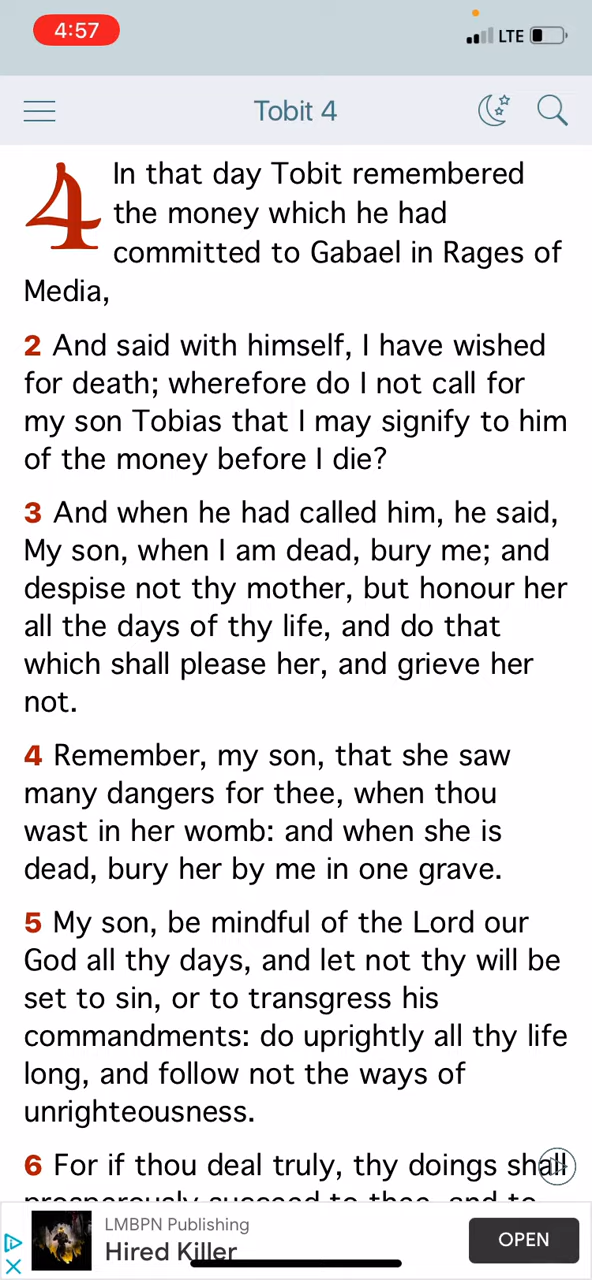 4:57
LTE
Tobit 4
4 In that day Tobit remembered
the money which he had
committed to Gabael in Rages of
Media,
2 And said with himself, I have wished
for death; wherefore do I not call for
my son Tobias that I may signify to him
of the money before I die?
3 And when he had called him, he said,
My son, when I am dead, bury me; and
despise not thy mother, but honour her
all the days of thy life, and do that
which shall please her, and grieve her
not.
4 Remember, my son, that she saw
many dangers for thee, when thou
wast in her womb: and when she is
dead, bury her by me in one grave.
5 My son, be mindful of the Lord our
God all thy days, and let not thy will be
set to sin, or to transgress his
commandments: do uprightly all thy life
long, and follow not the ways of
unrighteousness.
6 For if thou deal truly, thy doings shall
prosperously succeed to thee, and to
LMBPN Publishing
Hired Killer
OPEN